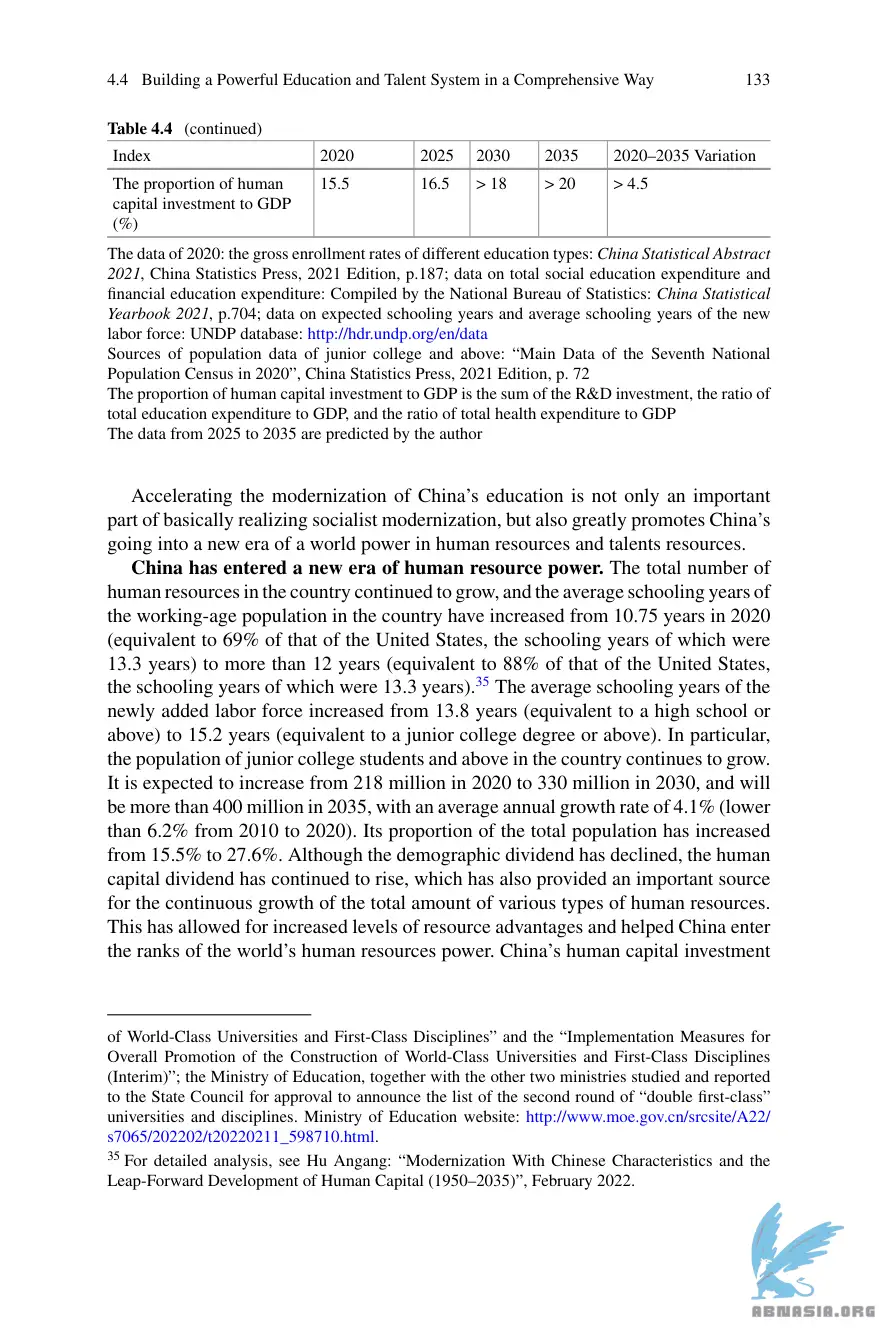 4.4 Building a Powerful Education and Talent System in a Comprehensive Way 133
Table 4.4 (continued)
Index 2020 2025 2030 2035 2020–2035 Variation
The proportion of human 15.5 16.5 > 18 > 20 > 4.5
capital investment to GDP
(%)
The data of 2020: the gross enrollment rates of different education types: China Statistical Abstract
2021, China Statistics Press, 2021 Edition, p.187; data on total social education expenditure and
financial education expenditure: Compiled by the National Bureau of Statistics: China Statistical
Yearbook 2021, p.704; data on expected schooling years and average schooling years of the new
labor force: UNDP database: http://hdr.undp.org/en/data
Sources of population data of junior college and above: “Main Data of the Seventh National
Population Census in 2020”, China Statistics Press, 2021 Edition, p. 72
The proportion of human capital investment to GDP is the sum of the R&D investment, the ratio of
total education expenditure to GDP, and the ratio of total health expenditure to GDP
The data from 2025 to 2035 are predicted by the author
Accelerating the modernization of China’s education is not only an important
part of basically realizing socialist modernization, but also greatly promotes China’s
going into a new era of a world power in human resources and talents resources.
China has entered a new era of human resource power. The total number of
human resources in the country continued to grow, and the average schooling years of
the working-age population in the country have increased from 10.75 years in 2020
(equivalent to 69% of that of the United States, the schooling years of which were
13.3 years) to more than 12 years (equivalent to 88% of that of the United States,
the schooling years of which were 13.3 years).35 The average schooling years of the
newly added labor force increased from 13.8 years (equivalent to a high school or
above) to 15.2 years (equivalent to a junior college degree or above). In particular,
the population of junior college students and above in the country continues to grow.
It is expected to increase from 218 million in 2020 to 330 million in 2030, and will
be more than 400 million in 2035, with an average annual growth rate of 4.1% (lower
than 6.2% from 2010 to 2020). Its proportion of the total population has increased
from 15.5% to 27.6%. Although the demographic dividend has declined, the human
capital dividend has continued to rise, which has also provided an important source
for the continuous growth of the total amount of various types of human resources.
This has allowed for increased levels of resource advantages and helped China enter
the ranks of the world’s human resources power. China’s human capital investment
of World-Class Universities and First-Class Disciplines” and the “Implementation Measures for
Overall Promotion of the Construction of World-Class Universities and First-Class Disciplines
(Interim)”; the Ministry of Education, together with the other two ministries studied and reported
to the State Council for approval to announce the list of the second round of “double first-class”
universities and disciplines. Ministry of Education website: http://www.moe.gov.cn/srcsite/A22/
s7065/202202/t20220211_598710.html.
35 For detailed analysis, see Hu Angang: “Modernization With Chinese Characteristics and the
Leap-Forward Development of Human Capital (1950–2035)”, February 2022.
ABNASIA.ORG